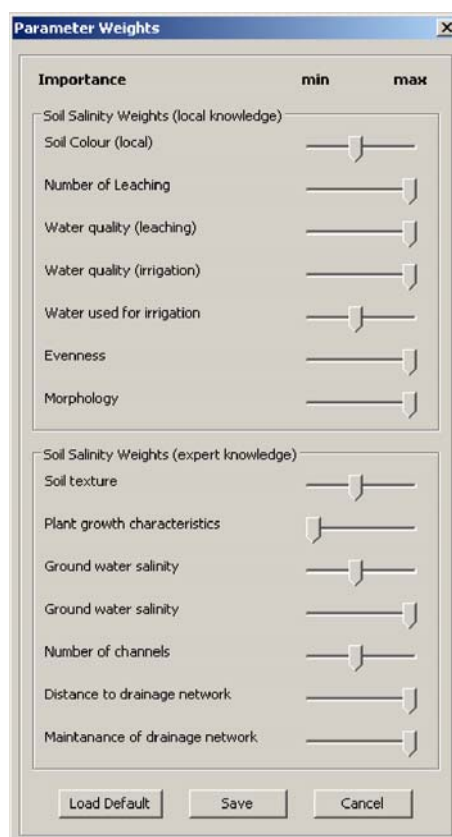 Parameter Weights
Importance min max
Soil Salinity Weights (local knowledge)
Soil Colour (local)
Number of Leaching
Water quality (leaching)
Water quality (irrigation)
Water used for irrigation
Evenness
Morphology
Soil Salinity Weights (expert knowledge)
Soil texture
Plant growth characteristics
Ground water salinity
Ground water salinity
Number of channels
Distance to drainage network
Maintanance of drainage network
Load Default Save Cancel